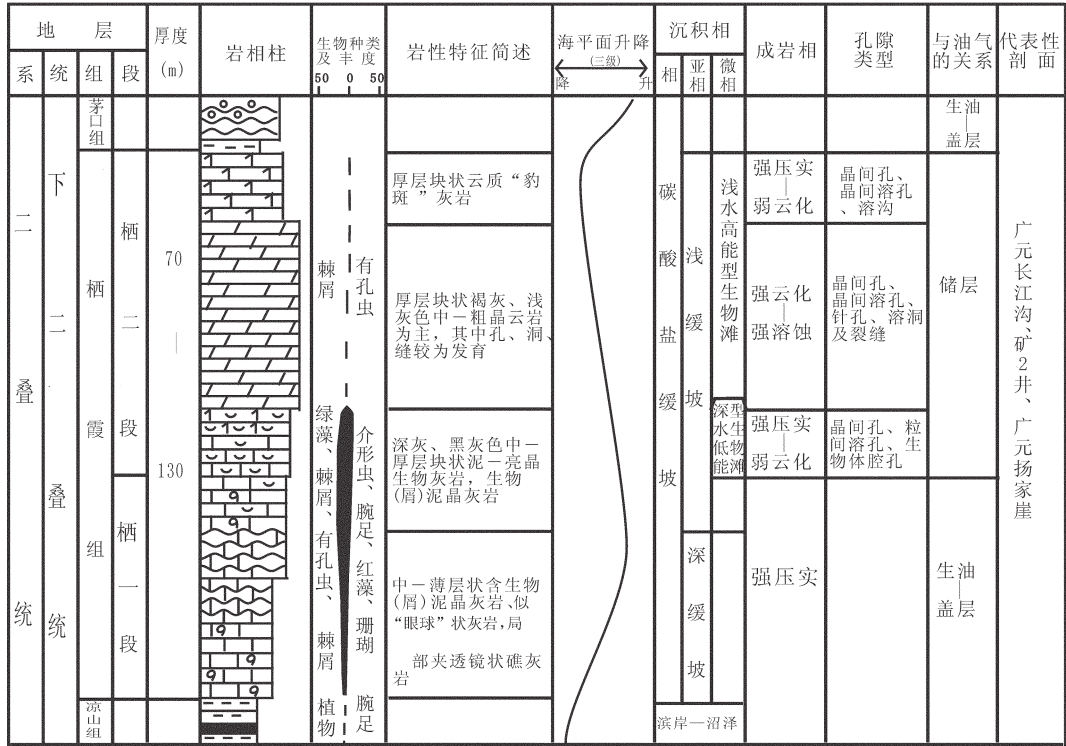 地 层
厚度
(m)
岩相柱
生物种类
及 丰 度
50 0 50
岩性特征简述
海平面升降
(三级)
降 升
沉积相
成岩相
孔隙
类型
与油气
的关系
代表性
剖 面
系 统 组 段
相
亚相
微相
二叠统
下二叠统
茅口组
栖霞组
凉山组
栖二段
栖一段
70
—
130
棘屑
有孔虫
绿藻、棘屑、有孔虫、棘屑
介形虫、腕足、红藻、珊瑚
植物
腕足
厚层块状云质“豹
斑”灰岩
厚层块状褐灰、浅
灰色中－粗晶云岩
为主，其中孔、洞、
缝较为发育
深灰、黑灰色中－
厚层块状泥－亮晶
生物灰岩，生物
(屑)泥晶灰岩
中－薄层状含生物
(屑)泥晶灰岩、似
“眼球”状灰岩，局
部夹透镜状礁灰
岩
碳酸盐缓坡
浅缓坡
深缓坡
浅水高能型生物滩
深水低能
型生物滩
滨岸—沼泽
强压实
—
弱云化
强云化
—
强溶蚀
强压实
—
弱云化
强压实
晶间孔、
晶间溶孔
、溶沟
晶间孔、
晶间溶孔、
针孔、溶洞
及裂缝
晶间孔、粒
间溶孔、生
物体腔孔
生油
—
盖层
储层
生油
—
盖层
广元长江沟、矿2井、广元扬家崖